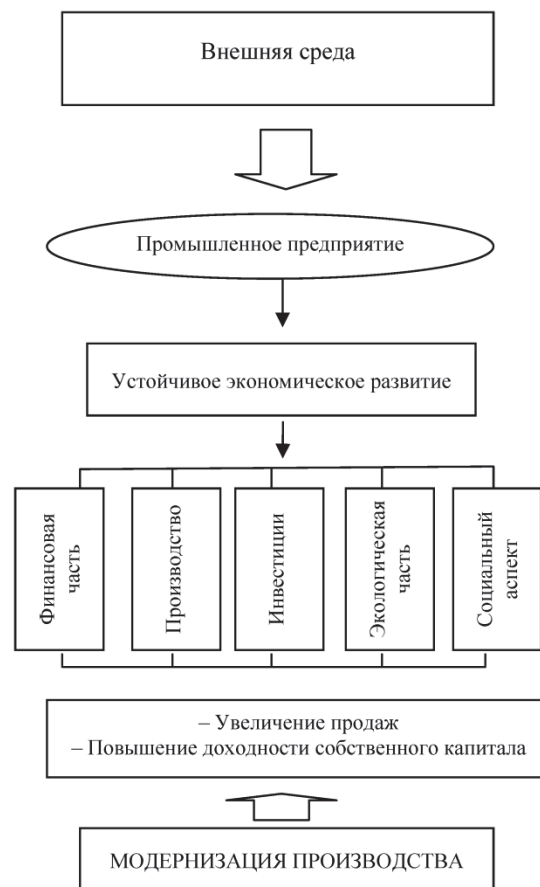 Внешняя среда
Промышленное предприятие
Устойчивое экономическое развитие
Финансовая
часть
Производство
Инвестиции
Экологическая
часть
Социальный
аспект
– Увеличение продаж
– Повышение доходности собственного капитала
МОДЕРНИЗАЦИЯ ПРОИЗВОДСТВА